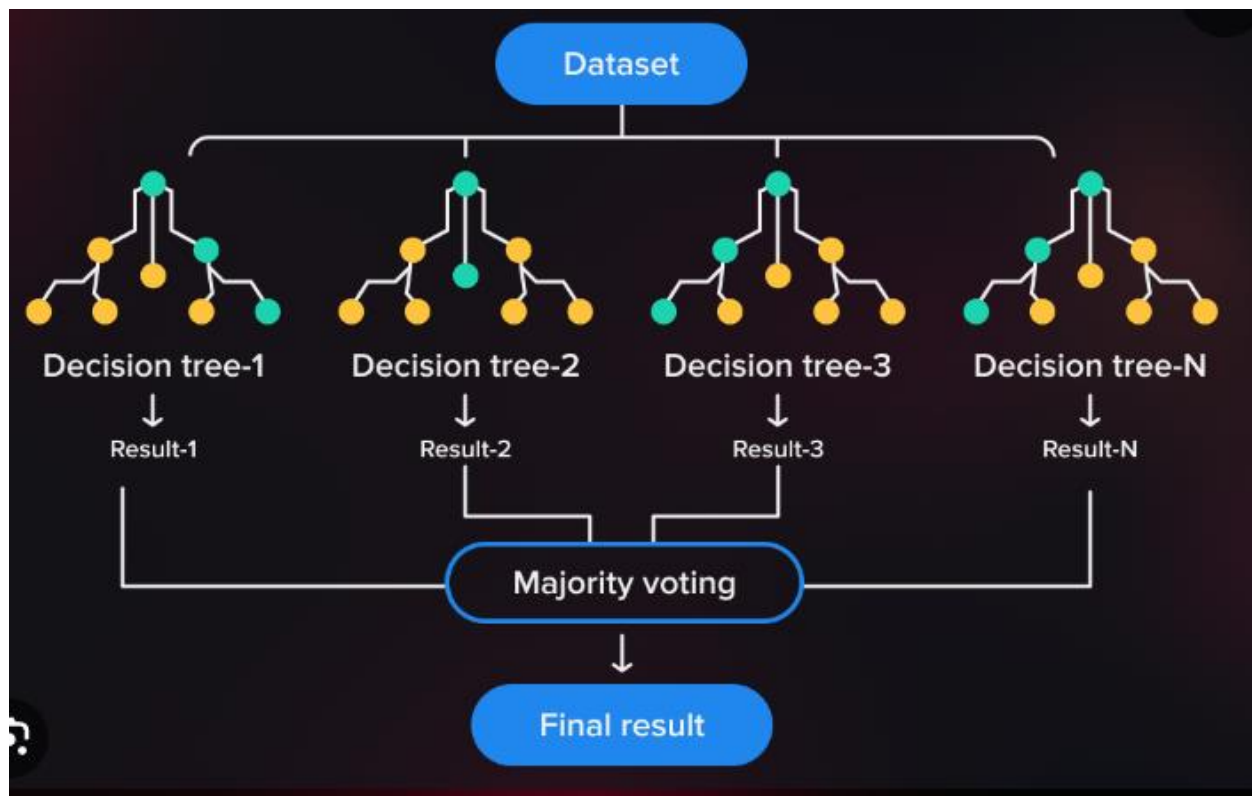 Dataset
Decision tree-1
Decision tree-2
Decision tree-3
Decision tree-N
Result-1
Result-2
Result-3
Result-N
Majority voting
Final result